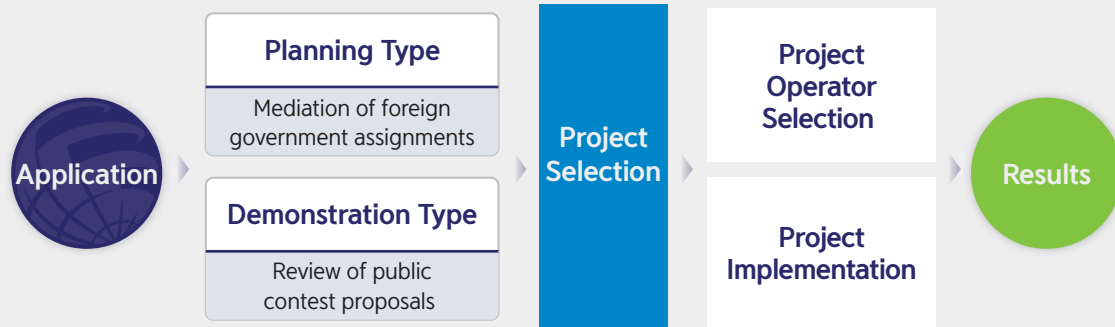 Application
Planning Type
Mediation of foreign
government assignments
Demonstration Type
Review of public
contest proposals
Project
Selection
Project
Operator
Selection
Project
Implementation
Results